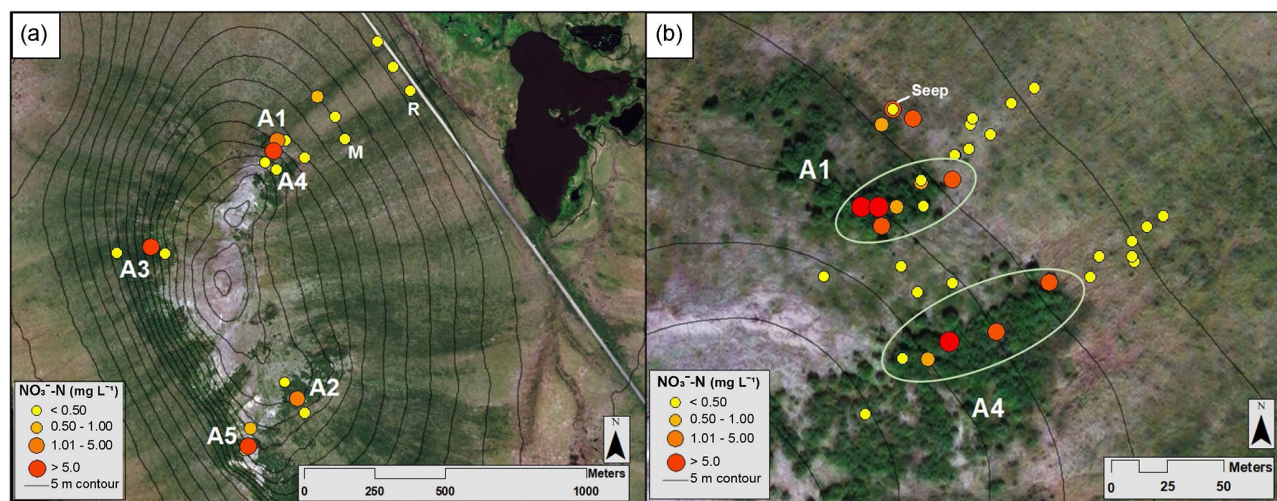 (a)
A1
A4
M
R
A3
A2
A5
NO₃⁻-N (mg L⁻¹)
< 0.50
0.50 - 1.00
1.01 - 5.00
> 5.0
5 m contour
N
Meters
0 250 500 1000
(b)
Seep
A1
A4
NO₃⁻-N (mg L⁻¹)
< 0.50
0.50 - 1.00
1.01 - 5.00
> 5.0
5 m contour
N
Meters
0 25 50